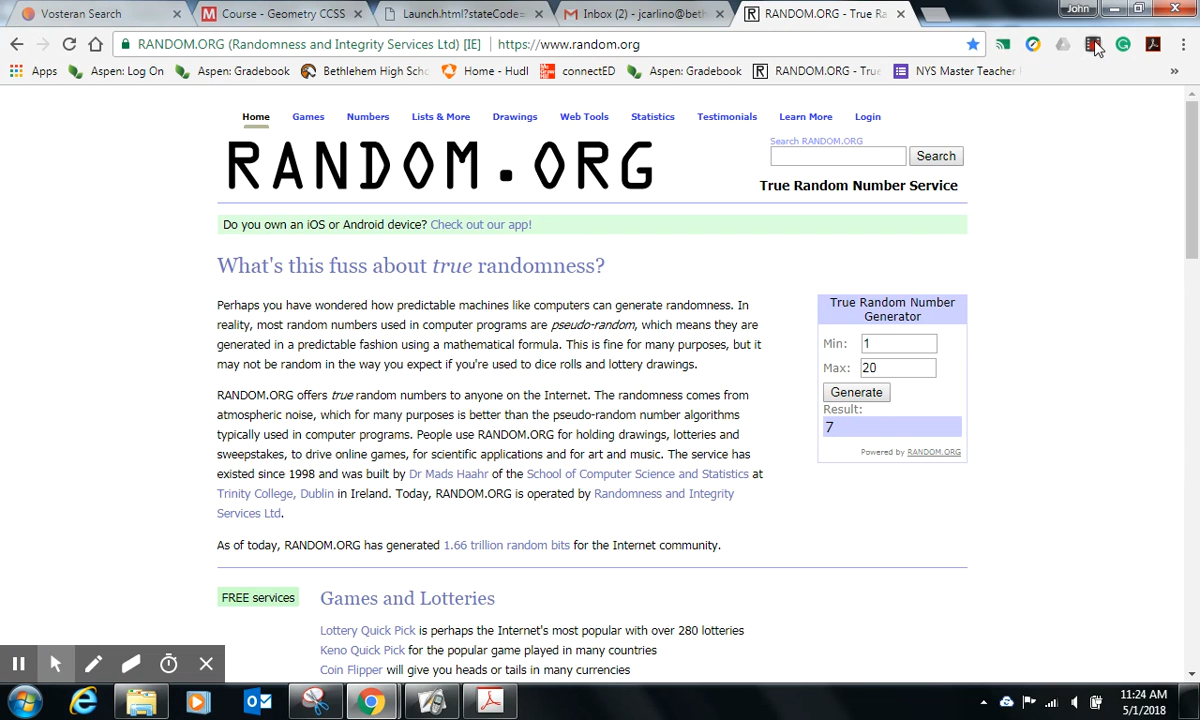 Vosteran Search
Course - Geometry CCSS
Launch.html?stateCode=
Inbox (2) - jcarlino@beth
RANDOM.ORG - True Ra
John
RANDOM.ORG (Randomness and Integrity Services Ltd) [IE]
https://www.random.org
Apps
Aspen: Log On
Aspen: Gradebook
Bethlehem High Scho
Home - Hudl
connectED
Aspen: Gradebook
RANDOM.ORG - True
NYS Master Teacher
»
Home
Games
Numbers
Lists & More
Drawings
Web Tools
Statistics
Testimonials
Learn More
Login
RANDOM.ORG
Search RANDOM.ORG
Search
True Random Number Service
Do you own an iOS or Android device? Check out our app!
What's this fuss about true randomness?
Perhaps you have wondered how predictable machines like computers can generate randomness. In
reality, most random numbers used in computer programs are pseudo-random, which means they are
generated in a predictable fashion using a mathematical formula. This is fine for many purposes, but it
may not be random in the way you expect if you're used to dice rolls and lottery drawings.
RANDOM.ORG offers true random numbers to anyone on the Internet. The randomness comes from
atmospheric noise, which for many purposes is better than the pseudo-random number algorithms
typically used in computer programs. People use RANDOM.ORG for holding drawings, lotteries and
sweepstakes, to drive online games, for scientific applications and for art and music. The service has
existed since 1998 and was built by Dr Mads Haahr of the School of Computer Science and Statistics at
Trinity College, Dublin in Ireland. Today, RANDOM.ORG is operated by Randomness and Integrity
Services Ltd.
As of today, RANDOM.ORG has generated 1.66 trillion random bits for the Internet community.
True Random Number
Generator
Min: 1
Max: 20
Generate
Result:
7
Powered by RANDOM.ORG
FREE services
Games and Lotteries
Lottery Quick Pick is perhaps the Internet's most popular with over 280 lotteries
Keno Quick Pick for the popular game played in many countries
Coin Flipper will give you heads or tails in many currencies
11:24 AM
5/1/2018